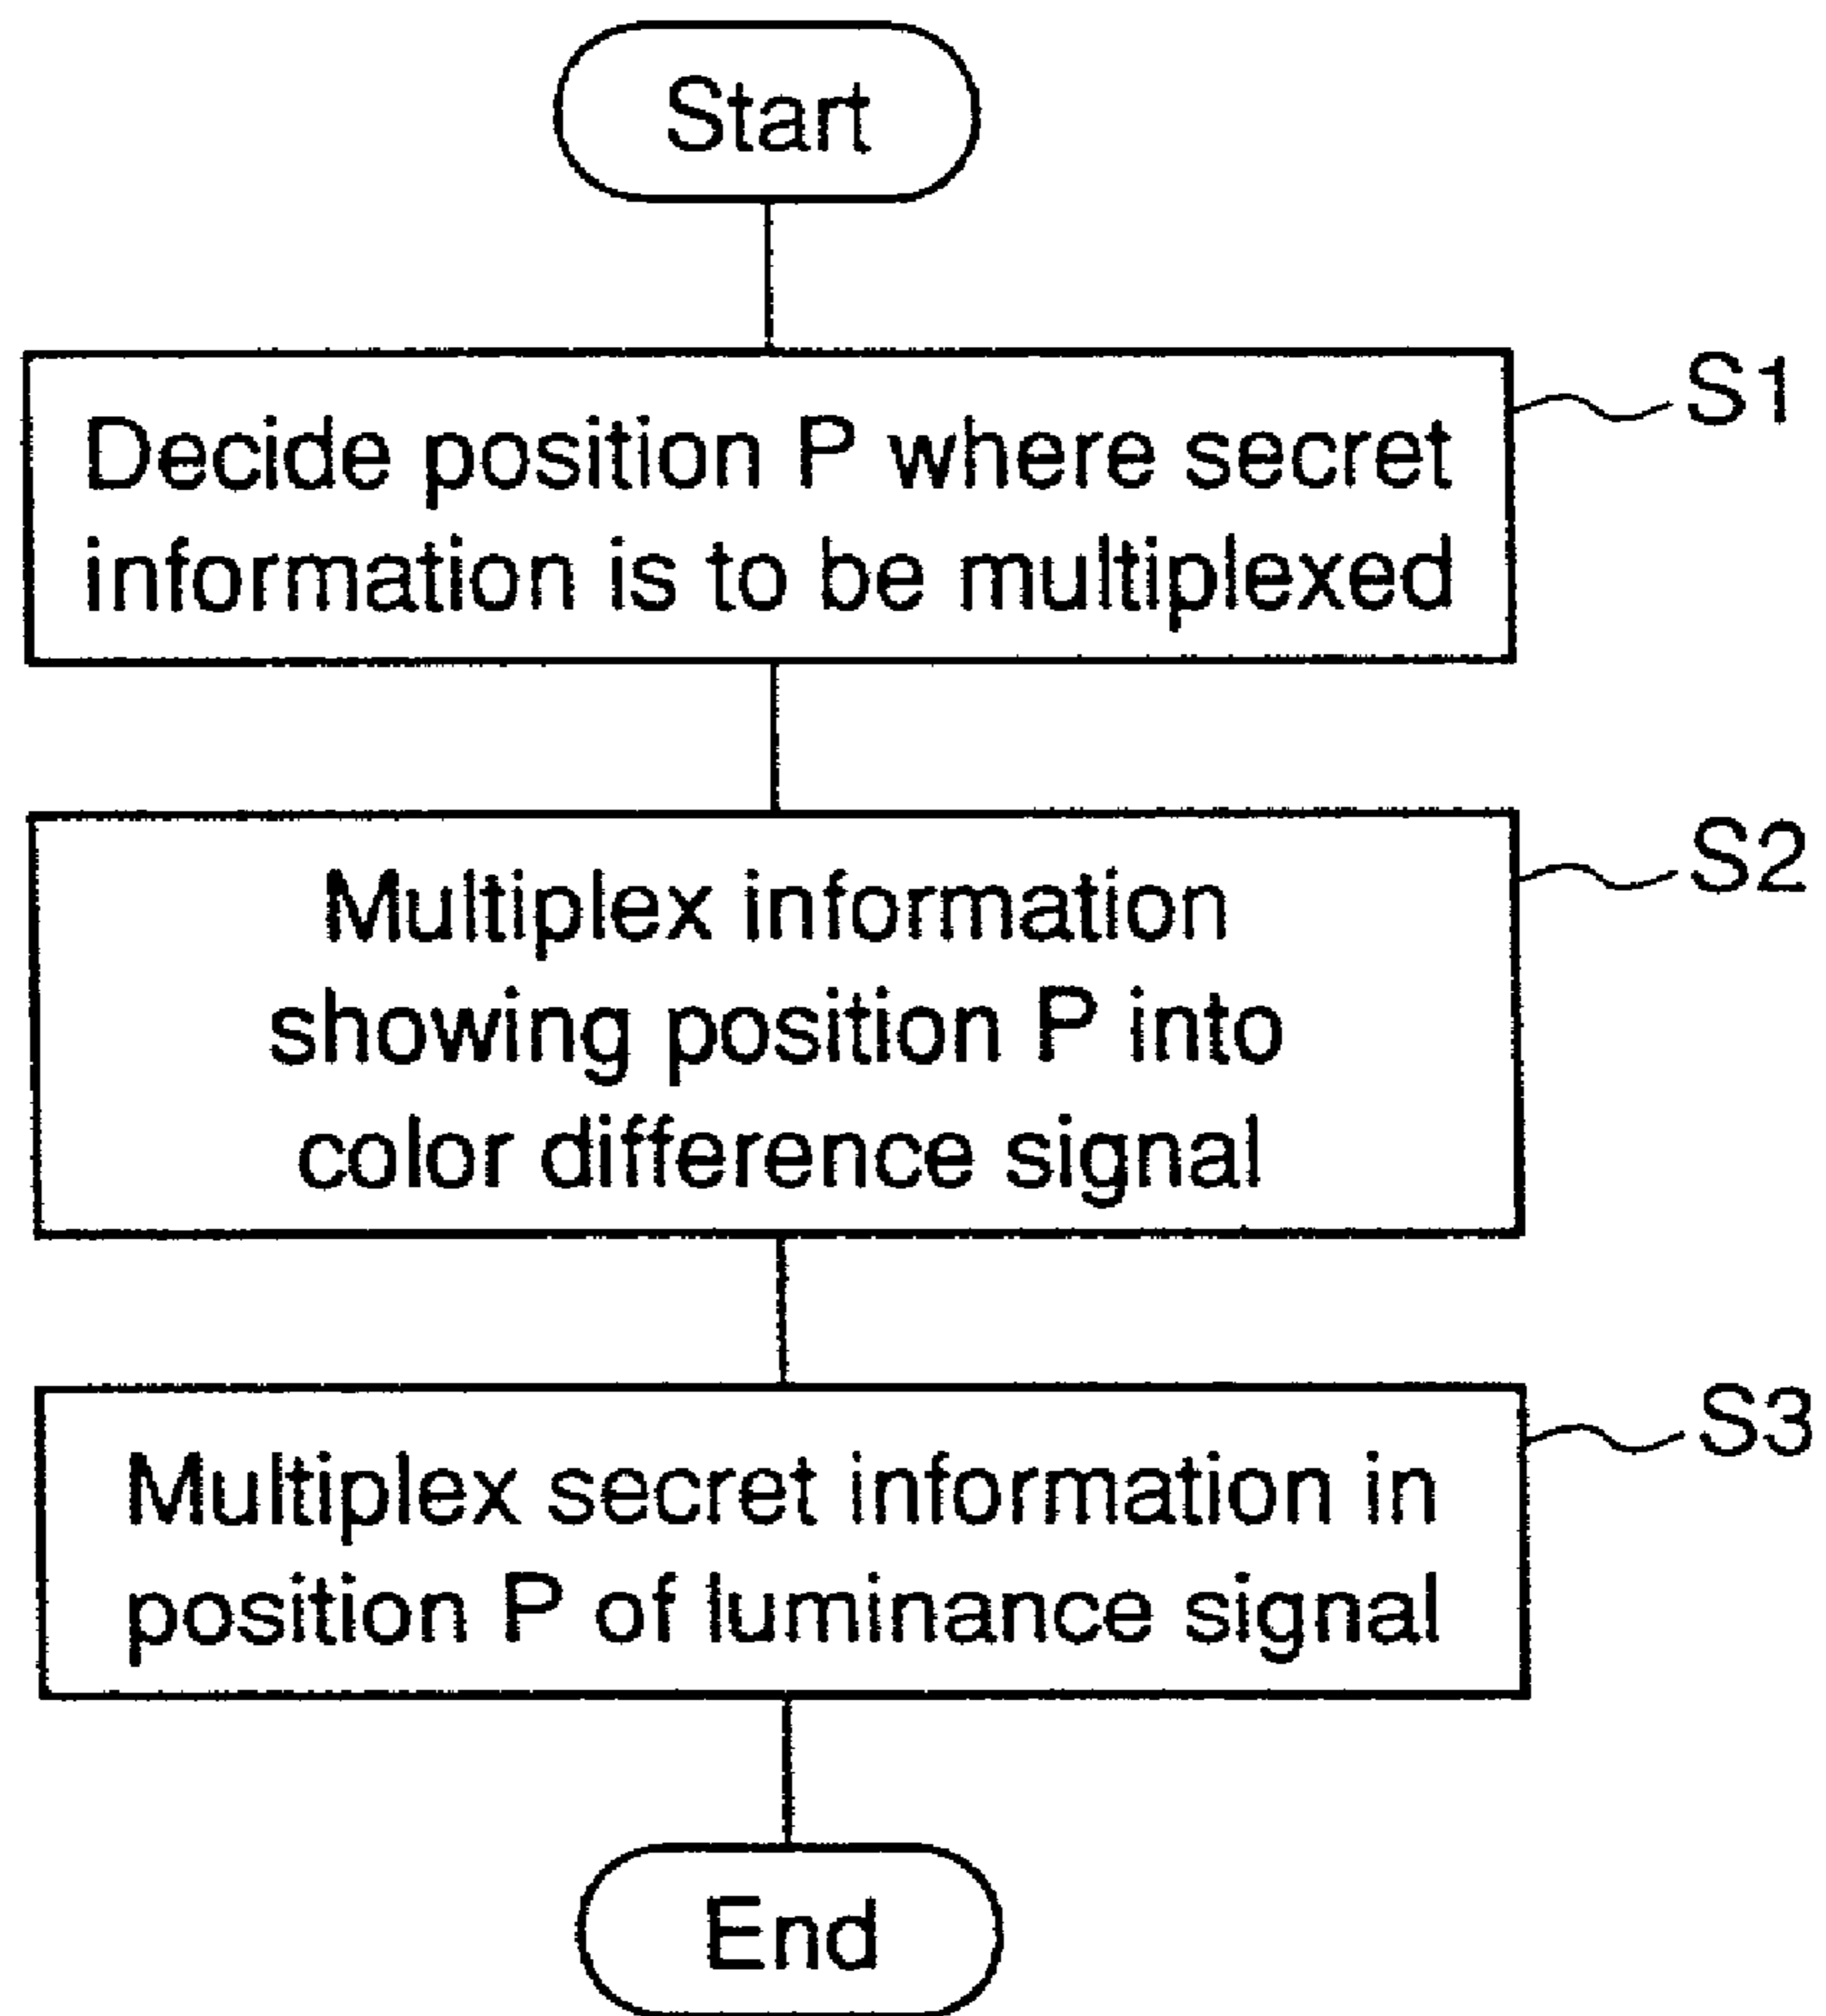 Start
S1
Decide position P where secret
information is to be multiplexed
S2
Multiplex information
showing position P into
color difference signal
S3
Multiplex secret information in
position P of luminance signal
End